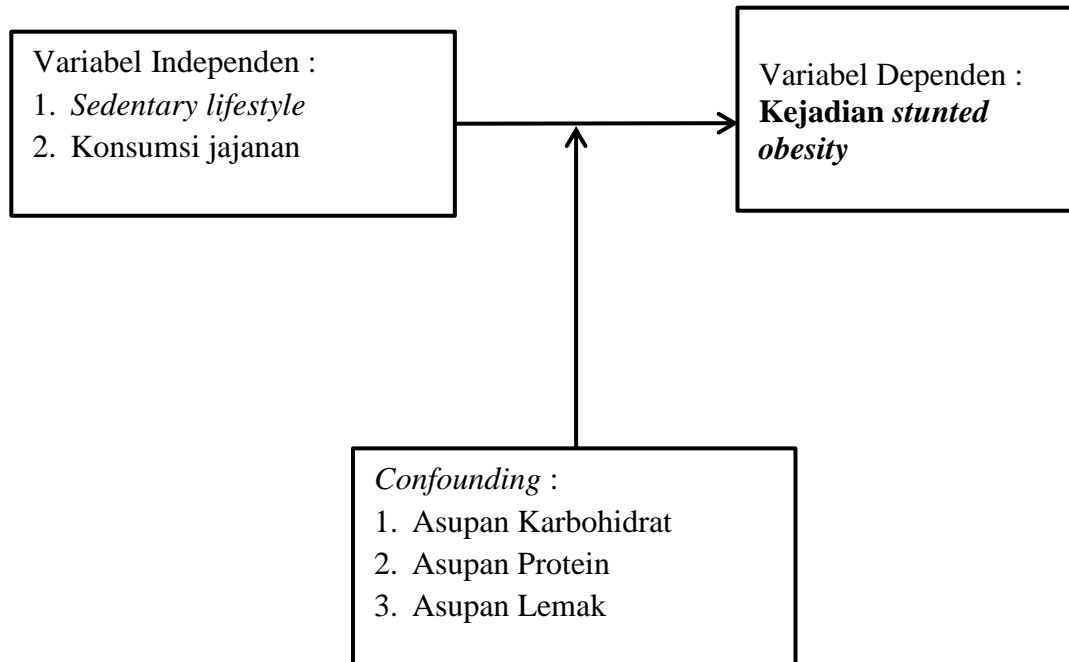 Variabel Independen :
1. Sedentary lifestyle
2. Konsumsi jajanan
Variabel Dependen :
Kejadian stunted
obesity
Confounding :
1. Asupan Karbohidrat
2. Asupan Protein
3. Asupan Lemak